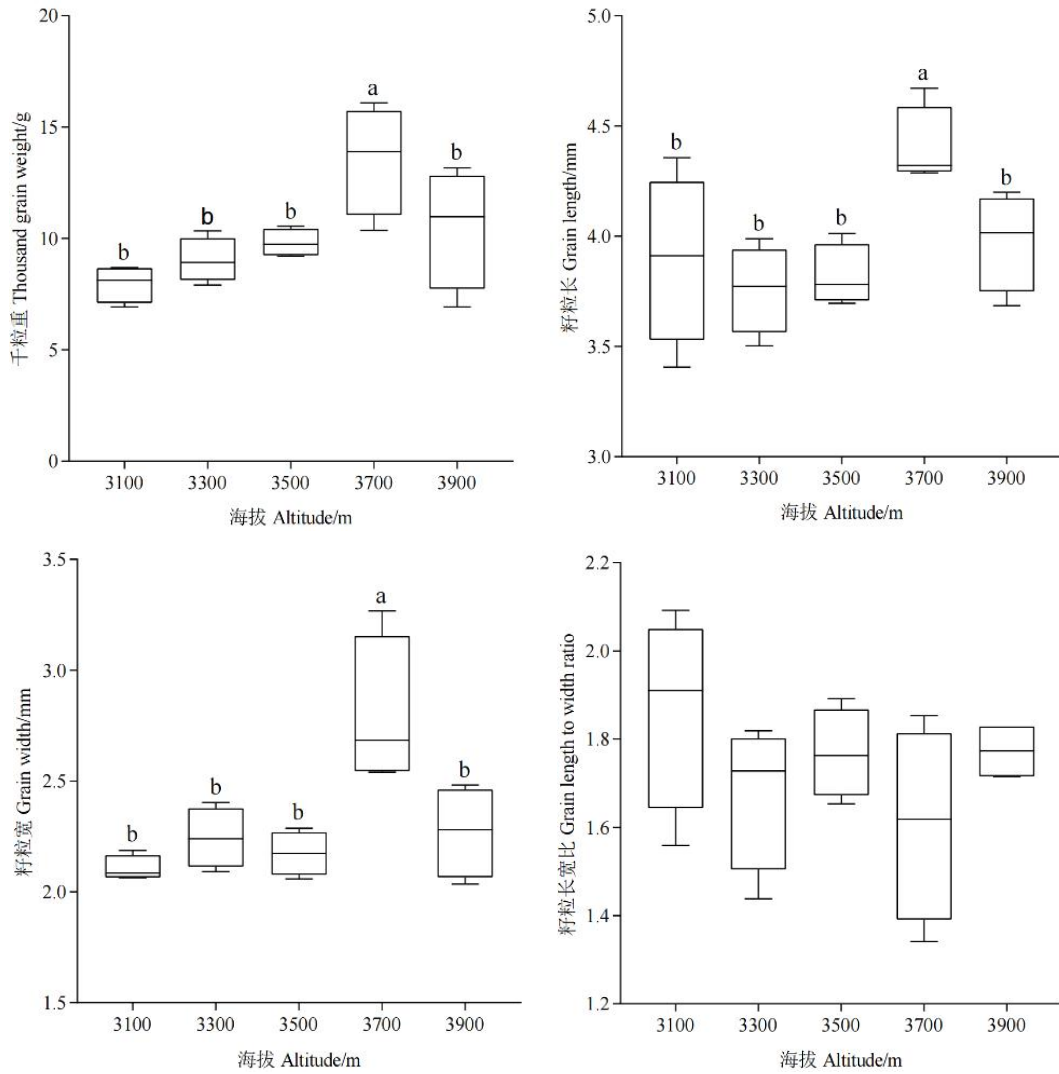 千粒重 Thousand grain weight/g
20
15
10
5
0
b
b
b
a
b
3100 3300 3500 3700 3900
海拔 Altitude/m
籽粒长 Grain length/mm
5.0
4.5
4.0
3.5
3.0
b
b
b
a
b
3100 3300 3500 3700 3900
海拔 Altitude/m
籽粒宽 Grain width/mm
3.5
3.0
2.5
2.0
1.5
b
b
b
a
b
3100 3300 3500 3700 3900
海拔 Altitude/m
籽粒长宽比 Grain length to width ratio
2.2
2.0
1.8
1.6
1.4
1.2
3100 3300 3500 3700 3900
海拔 Altitude/m